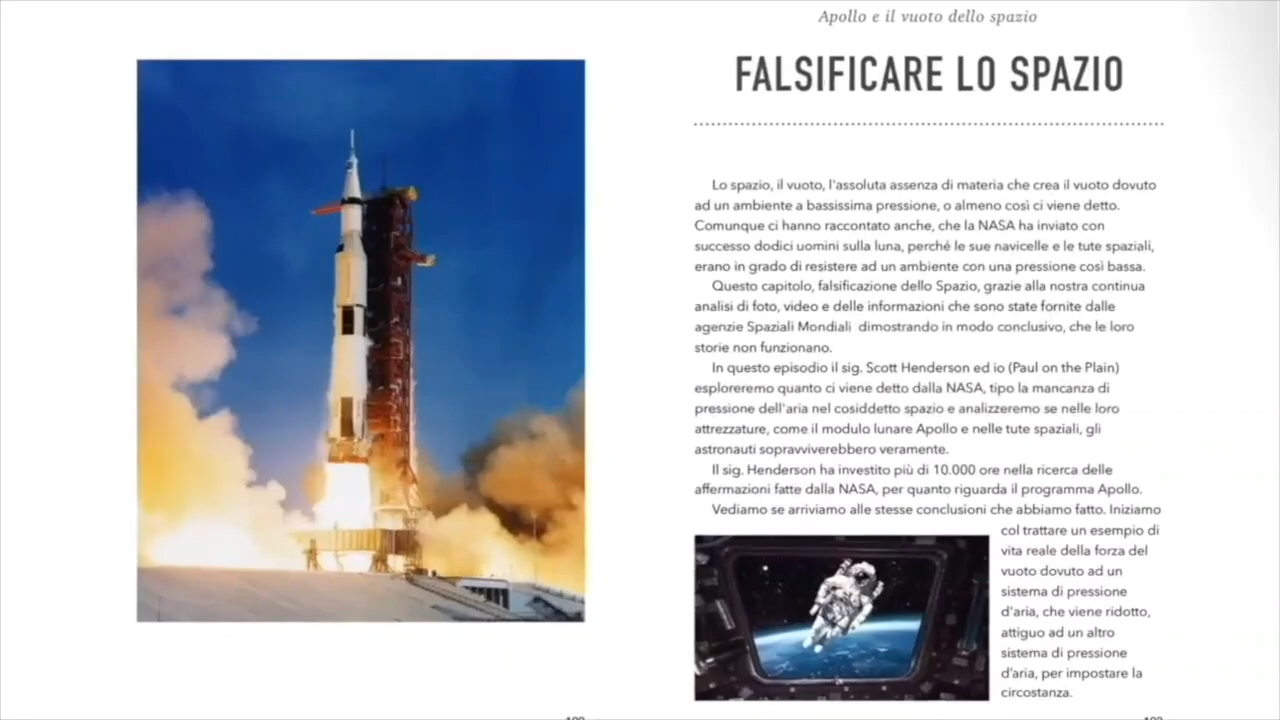 Apollo e il vuoto dello spazio
FALSIFICARE LO SPAZIO
Lo spazio, il vuoto, l'assoluta assenza di materia che crea il vuoto dovuto
ad un ambiente a bassissima pressione, o almeno così ci viene detto.
Comunque ci hanno raccontato anche, che la NASA ha inviato con
successo dodici uomini sulla luna, perché le sue navicelle e le tute spaziali,
erano in grado di resistere ad un ambiente con una pressione così bassa.
Questo capitolo, falsificazione dello Spazio, grazie alla nostra continua
analisi di foto, video e delle informazioni che sono state fornite dalle
agenzie Spaziali Mondiali dimostrando in modo conclusivo, che le loro
storie non funzionano.
In questo episodio il sig. Scott Henderson ed io (Paul on the Plain)
esploreremo quanto ci viene detto dalla NASA, tipo la mancanza di
pressione dell'aria nel cosiddetto spazio e analizzeremo se nelle loro
attrezzature, come il modulo lunare Apollo e nelle tute spaziali, gli
astronauti sopravviverebbero veramente.
Il sig. Henderson ha investito più di 10.000 ore nella ricerca delle
affermazioni fatte dalla NASA, per quanto riguarda il programma Apollo.
Vediamo se arriviamo alle stesse conclusioni che abbiamo fatto. Iniziamo
col trattare un esempio di
vita reale della forza del
vuoto dovuto ad un
sistema di pressione
d'aria, che viene ridotto,
attiguo ad un altro
sistema di pressione
d'aria, per impostare la
circostanza.